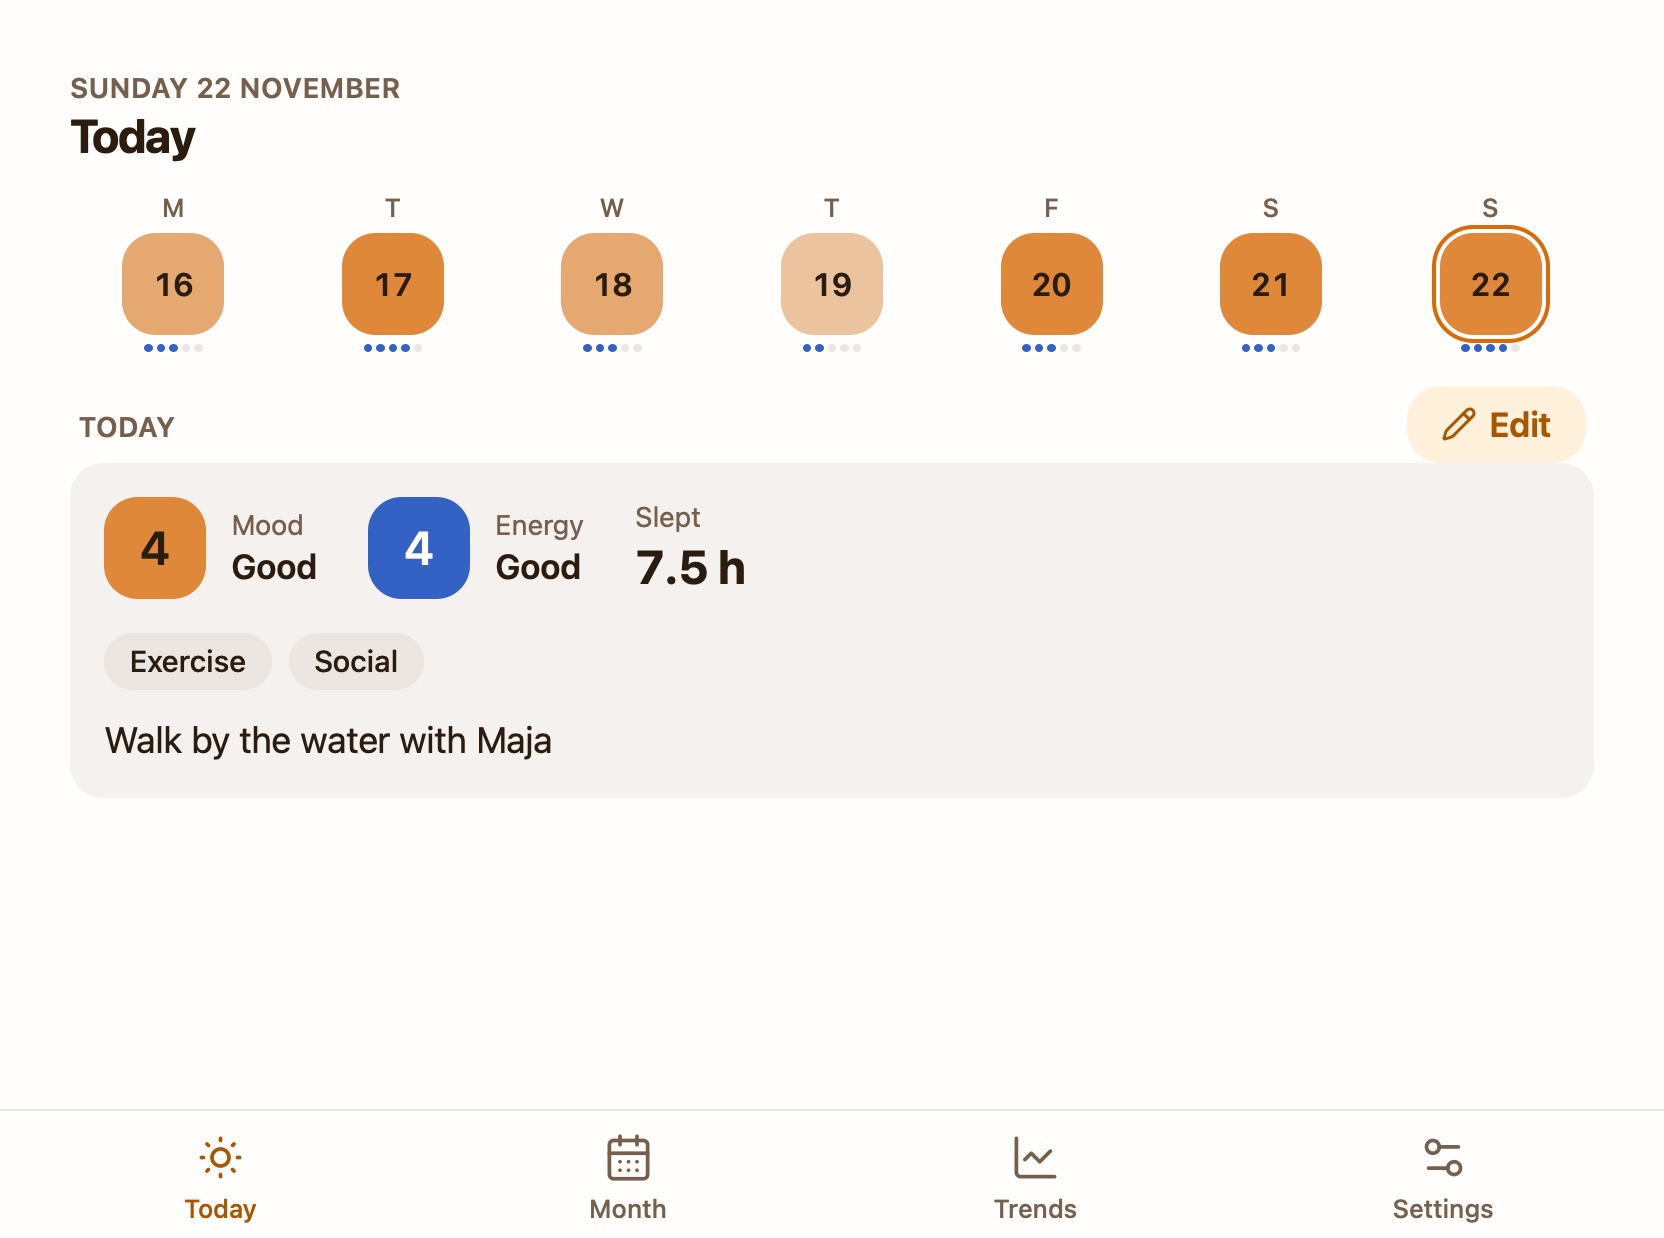 SUNDAY 22 NOVEMBER
Today
M T W T F S S
16 17 18 19 20 21 22
TODAY
Edit
4 Mood Good 4 Energy Good Slept 7.5 h
Exercise Social
Walk by the water with Maja
Today Month Trends Settings